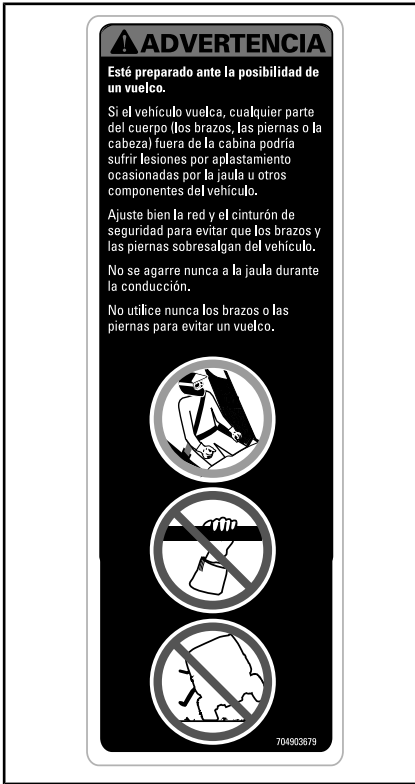 ADVERTENCIA
Esté preparado ante la posibilidad de
un vuelco.
Si el vehículo vuelca, cualquier parte
del cuerpo (los brazos, las piernas o la
cabeza) fuera de la cabina podría
sufrir lesiones por aplastamiento
ocasionadas por la jaula u otros
componentes del vehículo.
Ajuste bien la red y el cinturón de
seguridad para evitar que los brazos y
las piernas sobresalgan del vehículo.
No se agarre nunca a la jaula durante
la conducción.
No utilice nunca los brazos o las
piernas para evitar un vuelco.
704903679